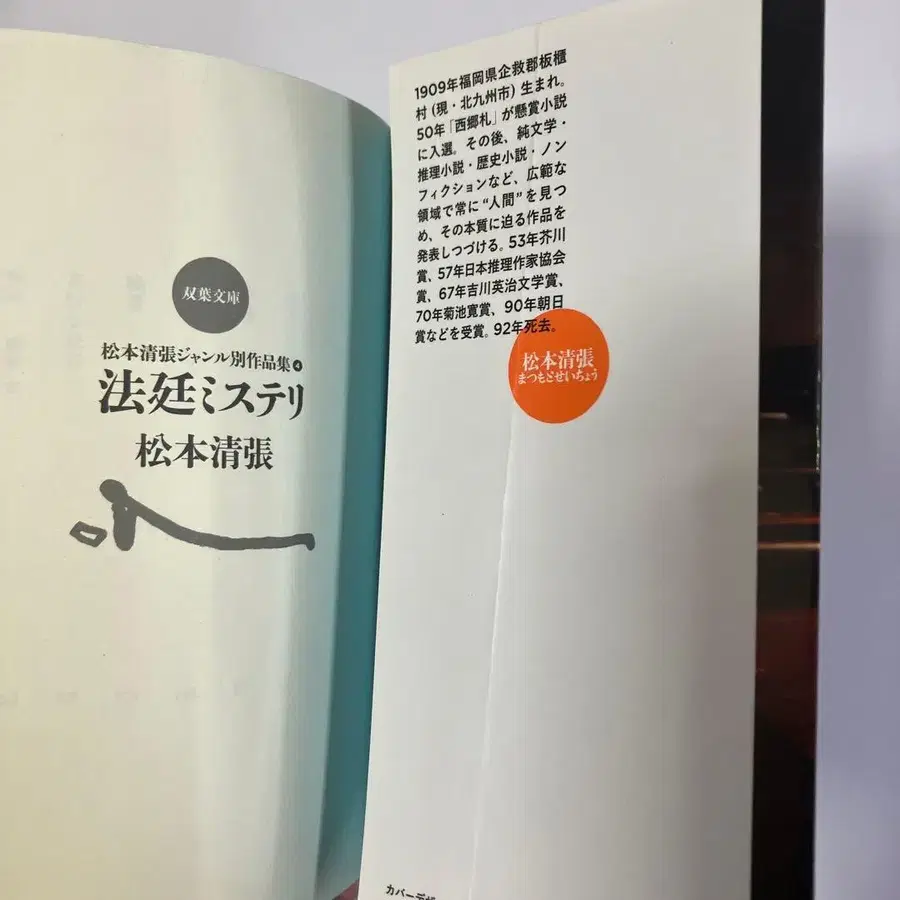 双葉文庫
松本清張ジャンル別作品集❹
法廷ミステリ
松本清張
1909年福岡県企救郡板櫃
村（現・北九州市）生まれ。
50年「西郷札」が懸賞小説
に入選。その後、純文学・
推理小説・歴史小説・ノン
フィクションなど、広範な
領域で常に“人間”を見つ
め、その本質に迫る作品を
発表しつづける。53年芥川
賞、57年日本推理作家協会
賞、67年吉川英治文学賞、
70年菊池寛賞、90年朝日
賞などを受賞。92年死去。
松本清張
まつもとせいちょう
カバーデザ